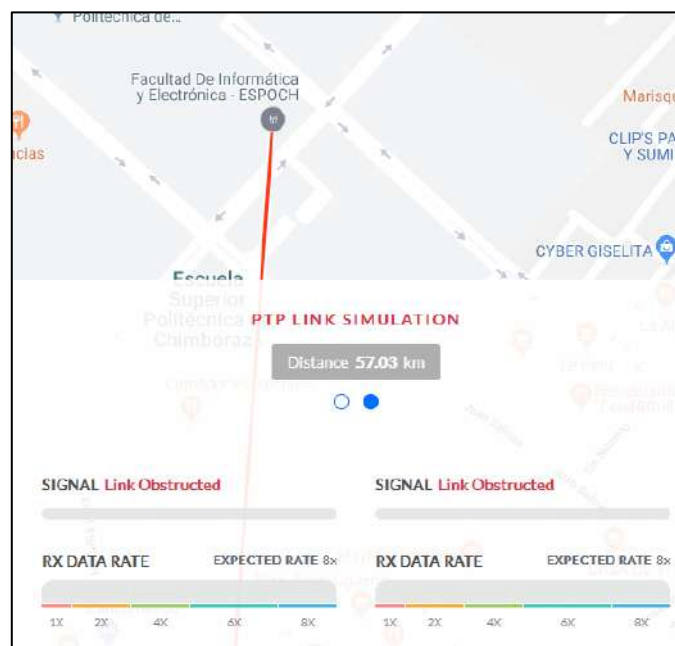 Politécnica de...
Facultad De Informática
y Electrónica - ESPOCH
Marisqu
cias
CLIP'S PA
Y SUMI
CYBER GISELITA
Escuela
Superior
Politécnica
Chimboraz
PTP LINK SIMULATION
Distance 57.03 km
SIGNAL Link Obstructed
SIGNAL Link Obstructed
RX DATA RATE EXPECTED RATE 8x
RX DATA RATE EXPECTED RATE 8x
1X 2X 4X 6X 8X
1X 2X 4X 6X 8X